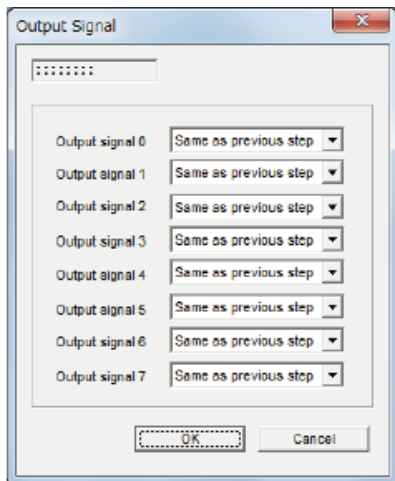 Output Signal
::::::::
Output signal 0 Same as previous step
Output signal 1 Same as previous step
Output signal 2 Same as previous step
Output signal 3 Same as previous step
Output signal 4 Same as previous step
Output signal 5 Same as previous step
Output signal 6 Same as previous step
Output signal 7 Same as previous step
OK Cancel